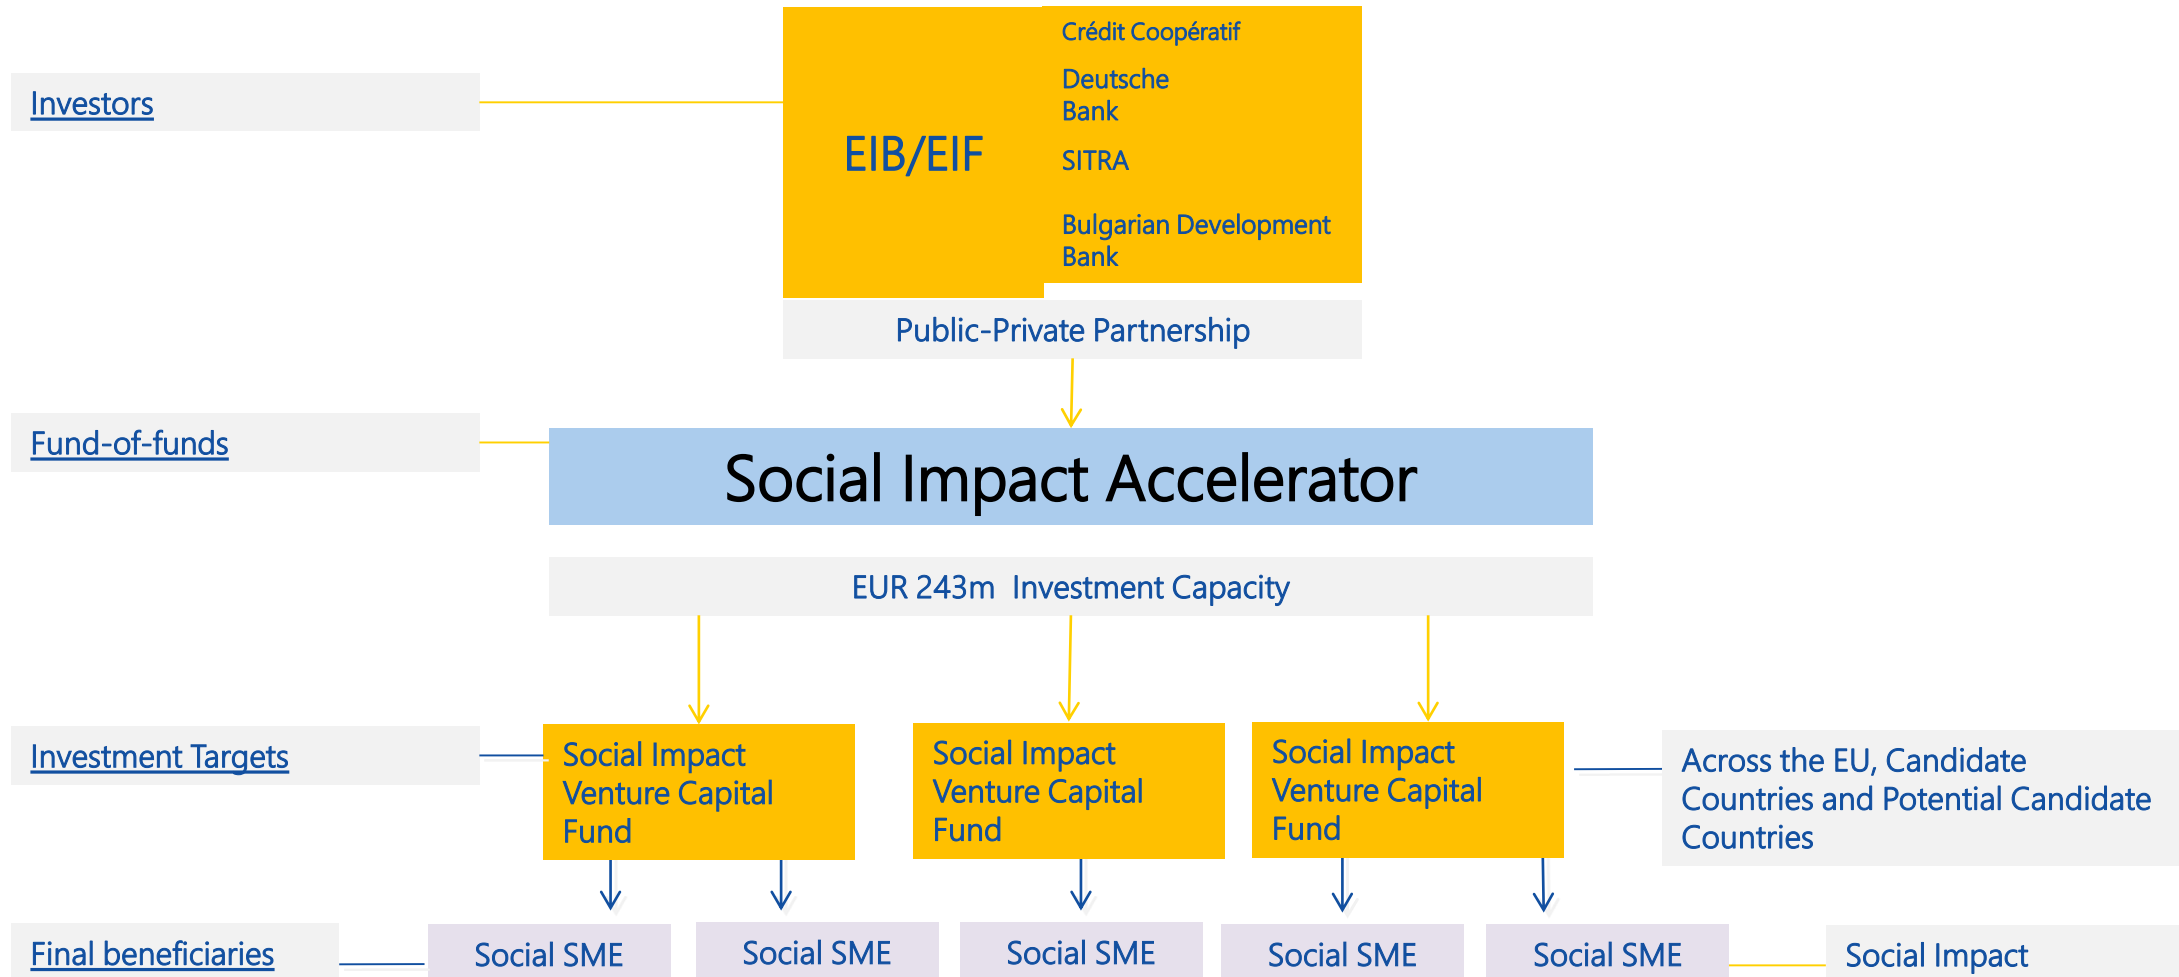 Crédit Coopératif
Investors
Deutsche
Bank
EIB/EIF
SITRA
Bulgarian Development
Bank
Public-Private Partnership
Fund-of-funds
Social Impact Accelerator
EUR 243m Investment Capacity
Investment Targets
Social Impact
Venture Capital
Fund
Social Impact
Venture Capital
Fund
Social Impact
Venture Capital
Fund
Across the EU, Candidate
Countries and Potential Candidate
Countries
Final beneficiaries
Social SME
Social SME
Social SME
Social SME
Social SME
Social Impact